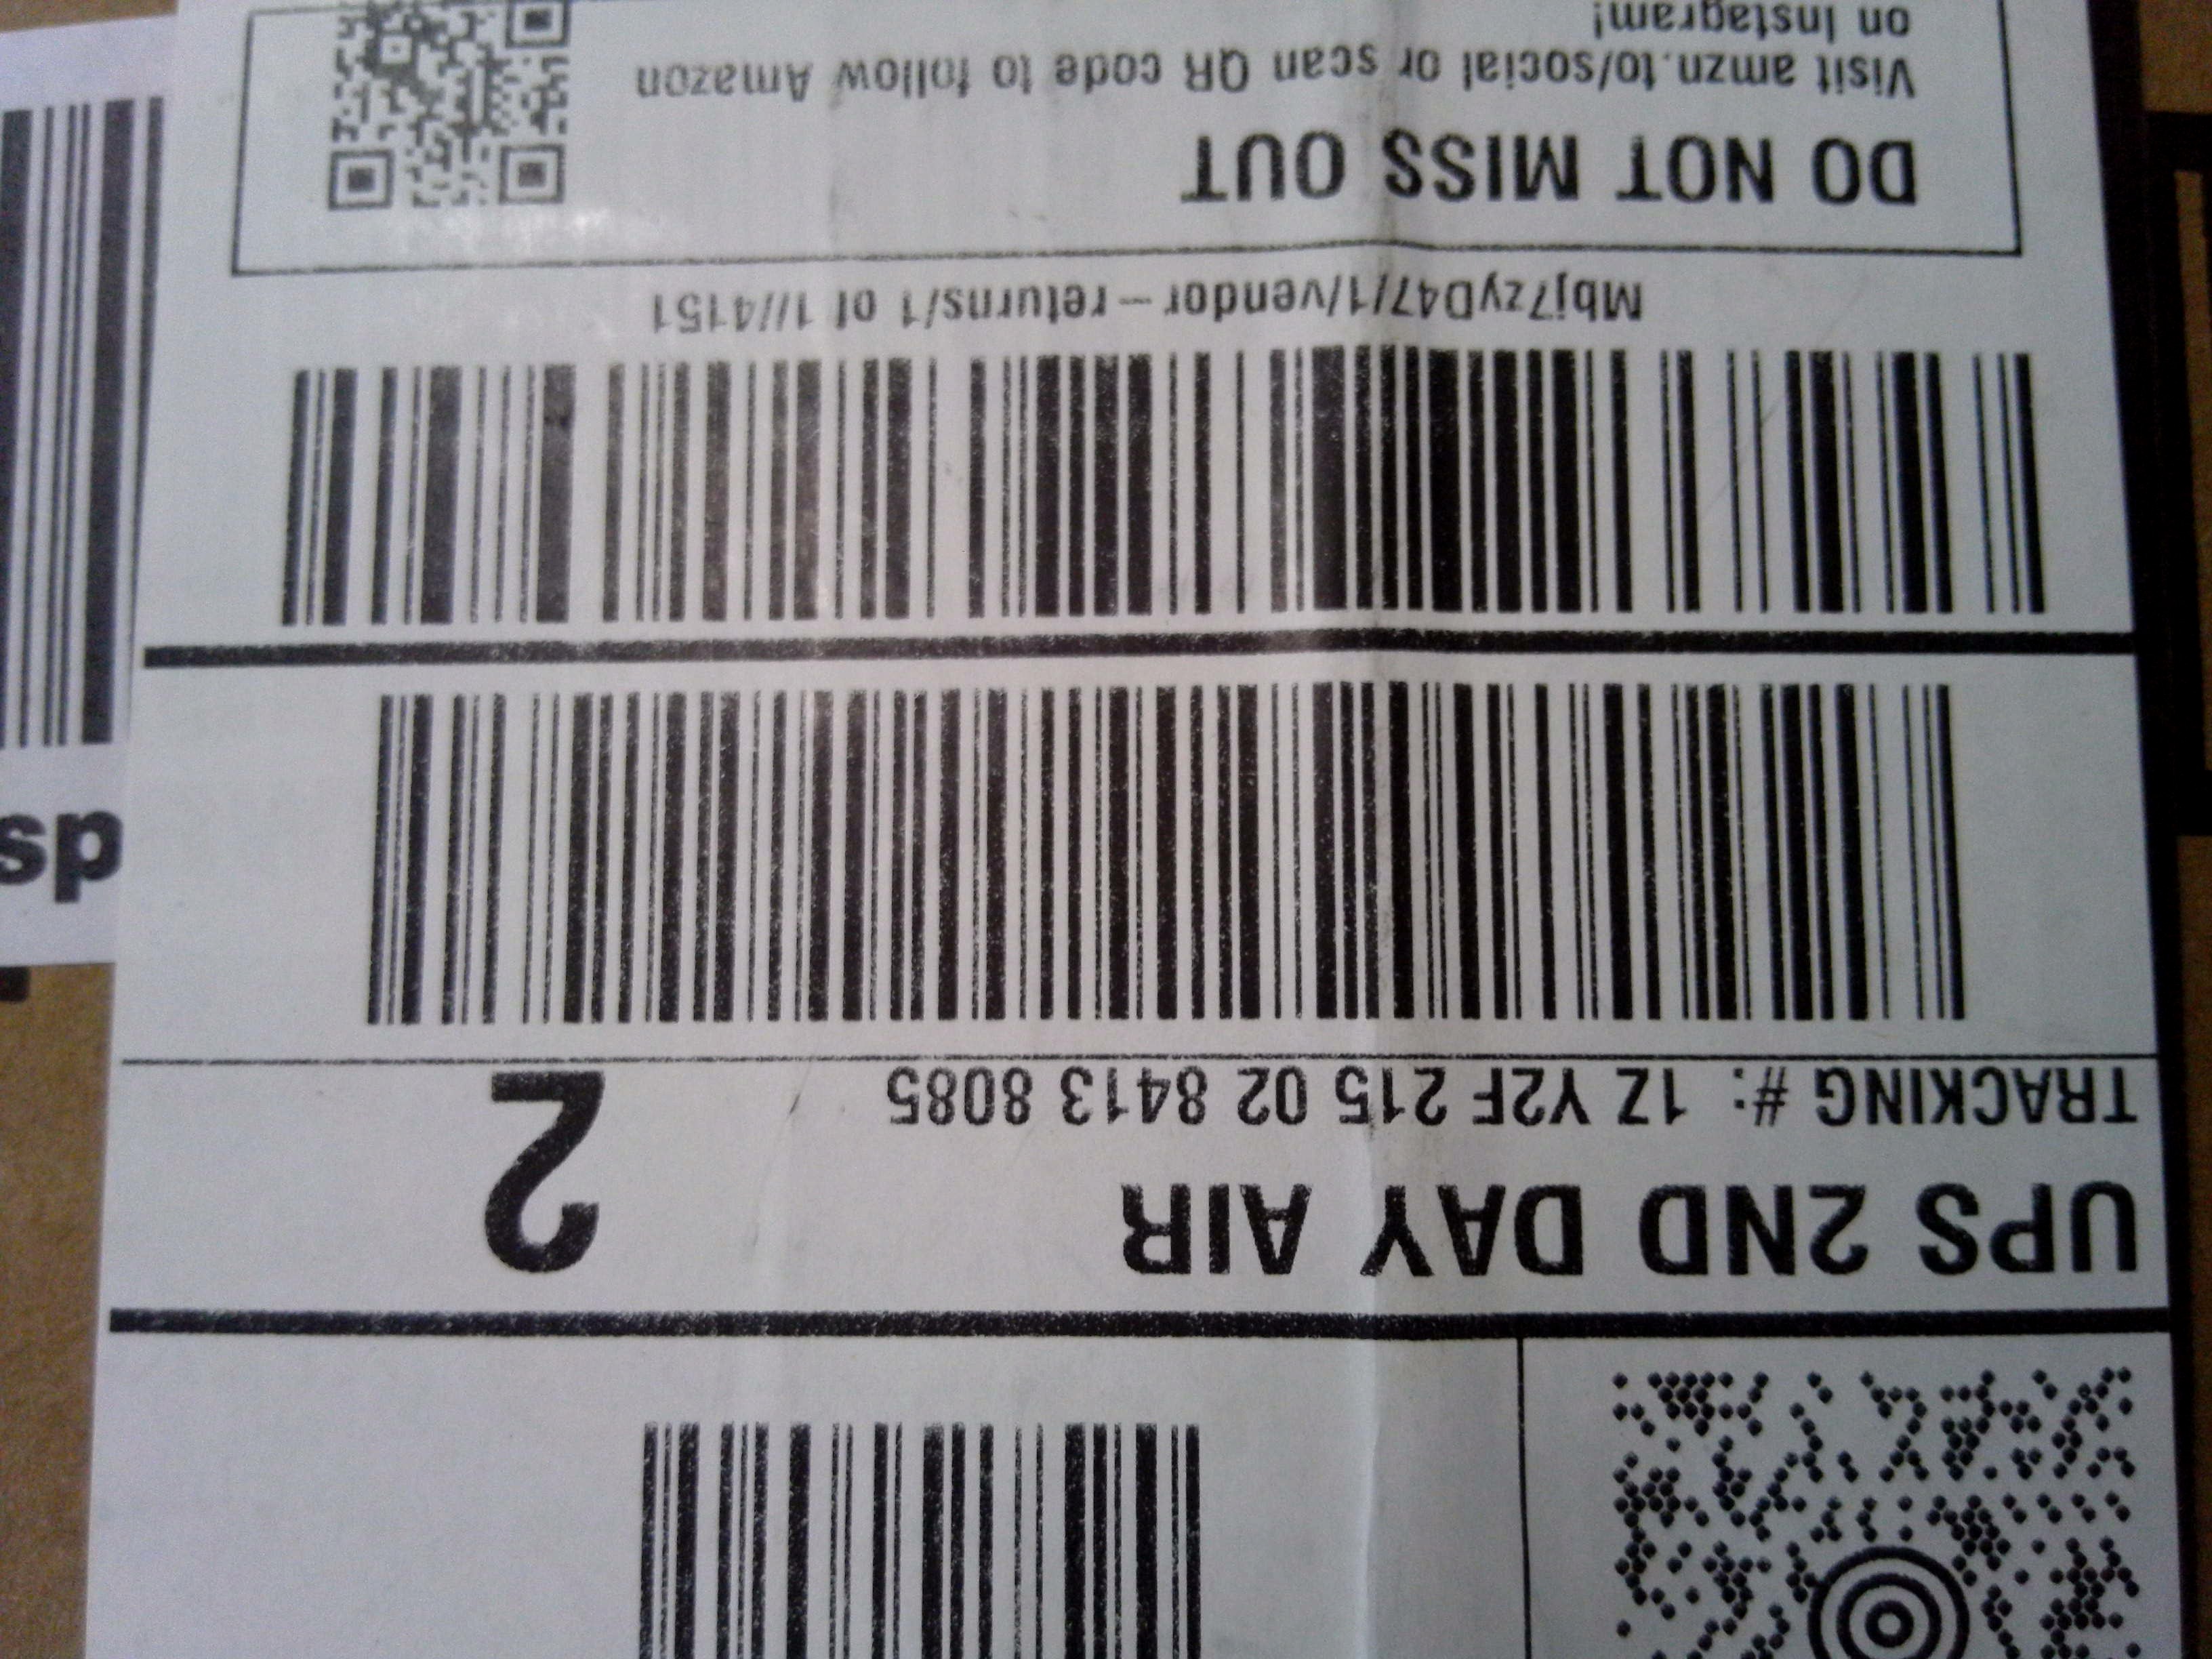 UPS 2ND DAY AIR
2
TRACKING #: 1Z Y2F 215 02 8413 8085
Mbj7zyD47/1/vendor-returns/1 of 1//4151
DO NOT MISS OUT
Visit amzn.to/social or scan QR code to follow Amazon
on Instagram!
sp